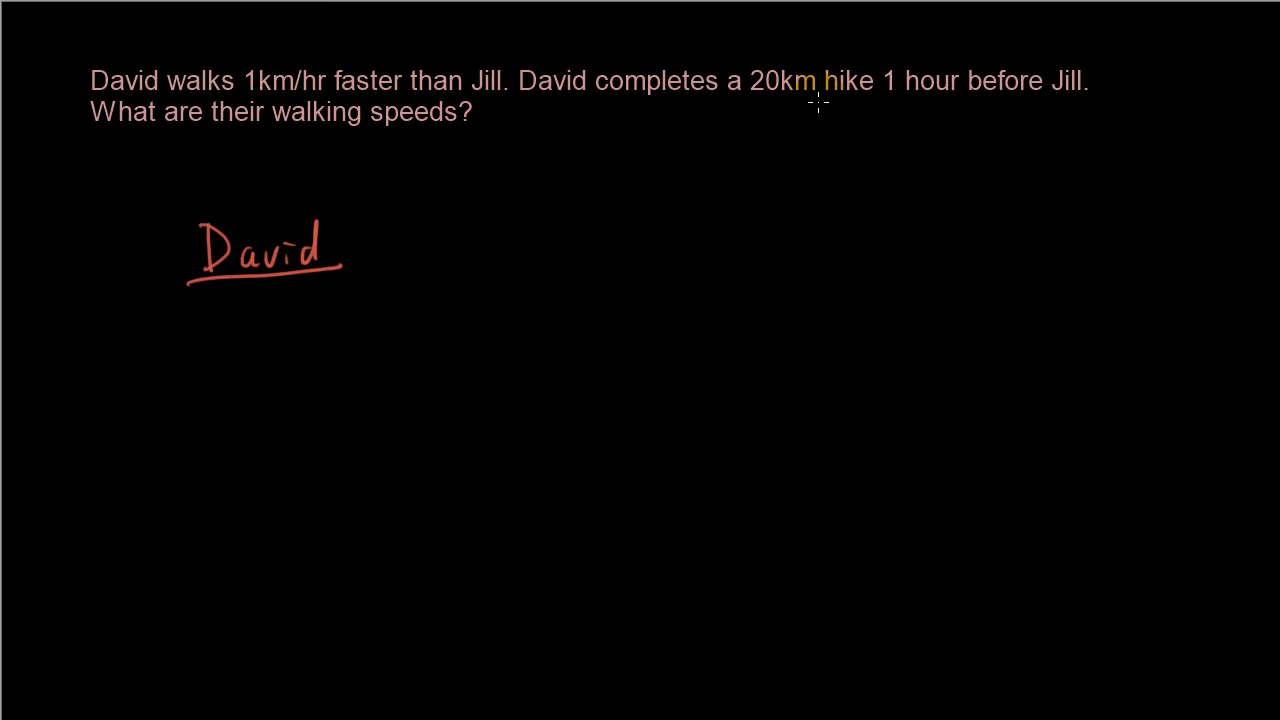 David walks 1km/hr faster than Jill. David completes a 20km hike 1 hour before Jill.
What are their walking speeds?
David